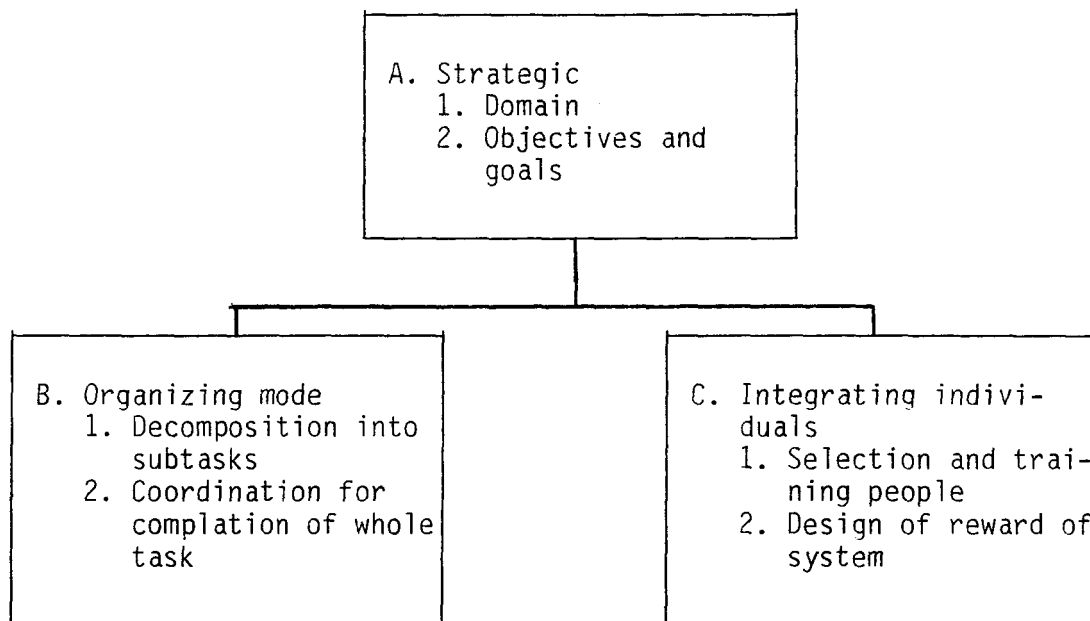 A. Strategic
1. Domain
2. Objectives and
goals
B. Organizing mode
1. Decomposition into
subtasks
2. Coordination for
complation of whole
task
C. Integrating indivi-
duals
1. Selection and trai-
ning people
2. Design of reward of
system